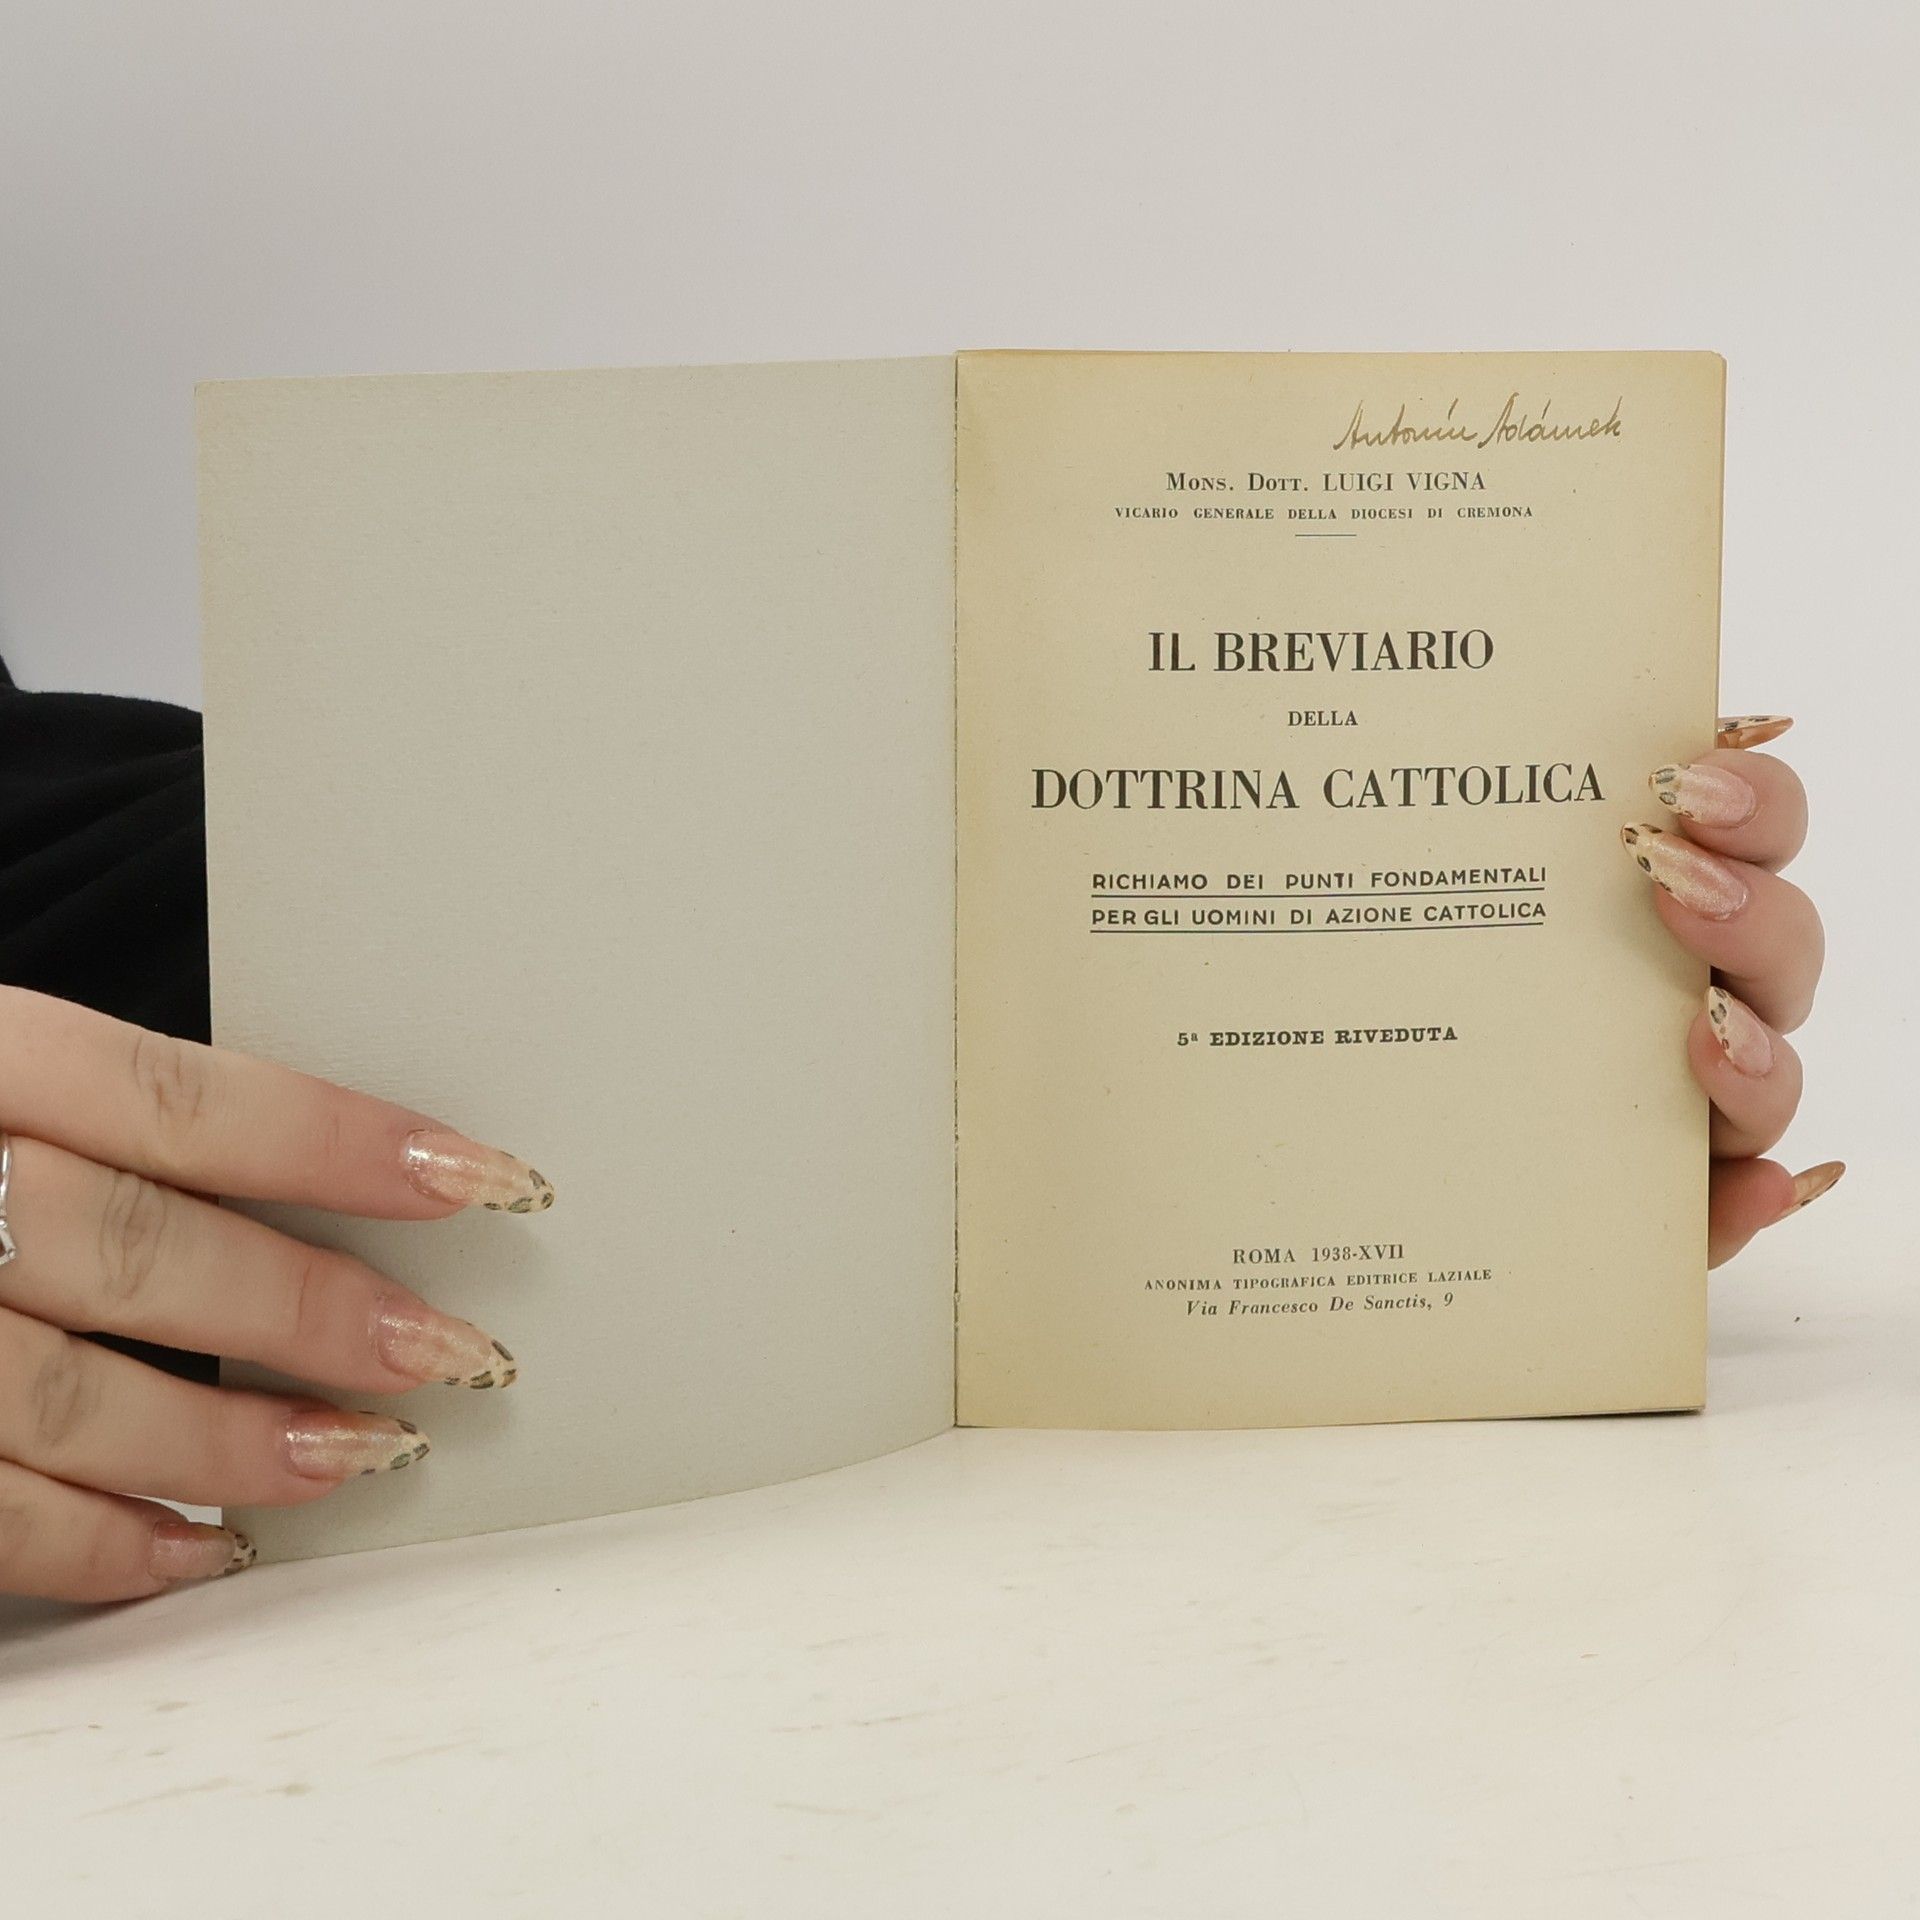 Antonín Adámek
Mons. Dott. LUIGI VIGNA
VICARIO GENERALE DELLA DIOCESI DI CREMONA
IL BREVIARIO
DELLA
DOTTRINA CATTOLICA
RICHIAMO DEI PUNTI FONDAMENTALI
PER GLI UOMINI DI AZIONE CATTOLICA
5ª EDIZIONE RIVEDUTA
ROMA 1938-XVII
ANONIMA TIPOGRAFICA EDITRICE LAZIALE
Via Francesco De Sanctis, 9